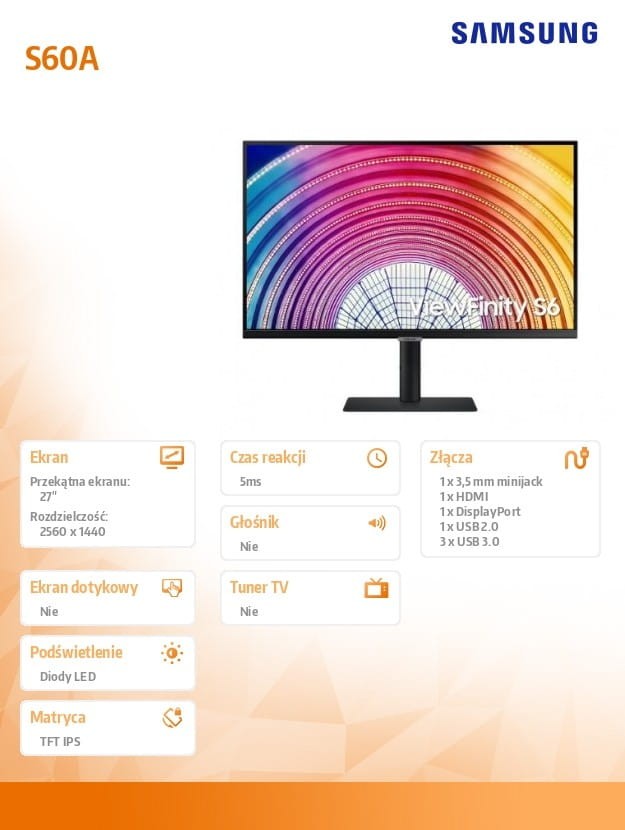 SAMSUNG
S60A
ViewFinity S6
Ekran
Przekątna ekranu:
27"
Rozdzielczość:
2560 x 1440
Ekran dotykowy
Nie
Podświetlenie
Diody LED
Matryca
TFT IPS
Czas reakcji
5ms
Głośnik
Nie
Tuner TV
Nie
Złącza
1 x 3,5 mm minijack
1 x HDMI
1 x DisplayPort
1 x USB 2.0
3 x USB 3.0